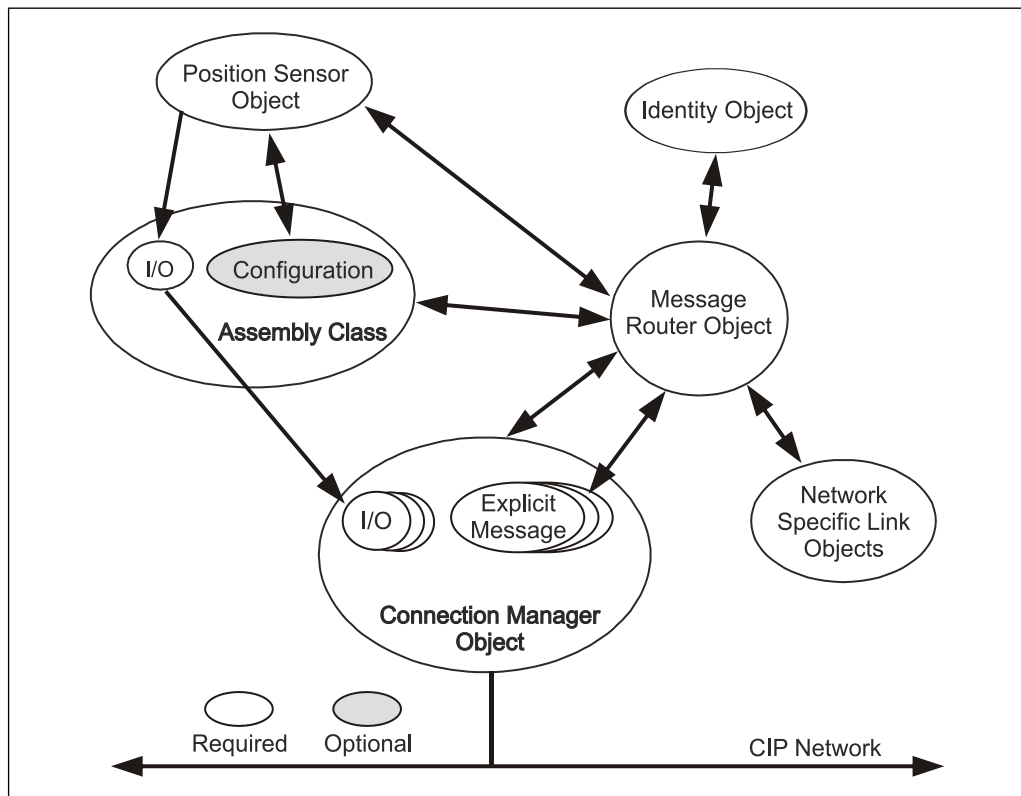 Position Sensor
Object
Identity Object
I/O
Configuration
Assembly Class
Message
Router Object
I/O
Explicit
Message
Network
Specific Link
Objects
Connection Manager
Object
Required
Optional
CIP Network